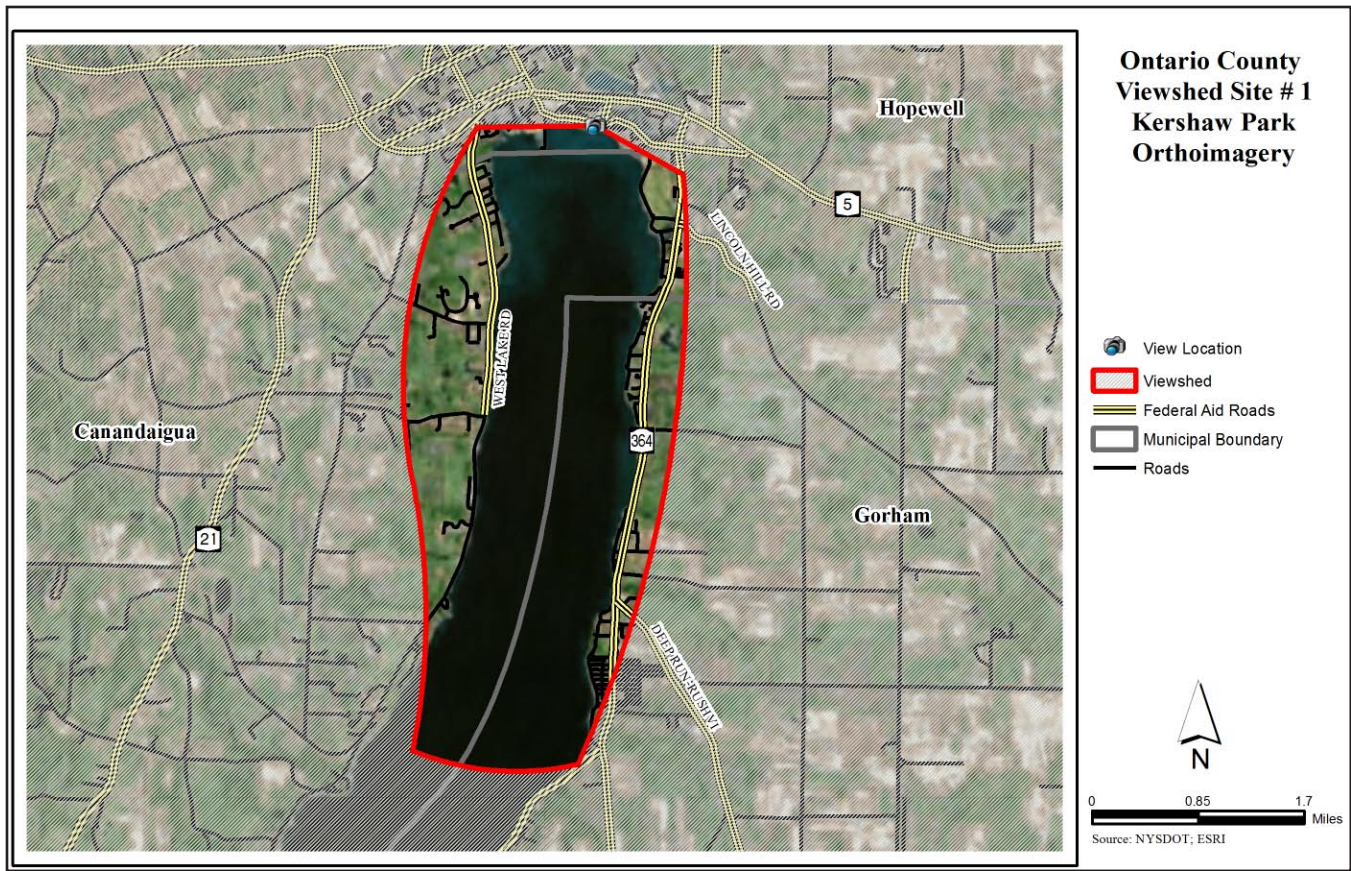 Ontario County
Viewshed Site # 1
Kershaw Park
Orthoimagery
Hopewell
5
LINCOLN HILL RD
WEST LAKE RD
Canandaigua
364
Gorham
21
DEEP RUN-RUSHVI
View Location
Viewshed
Federal Aid Roads
Municipal Boundary
Roads
N
0 0.85 1.7
Miles
Source: NYSDOT; ESRI